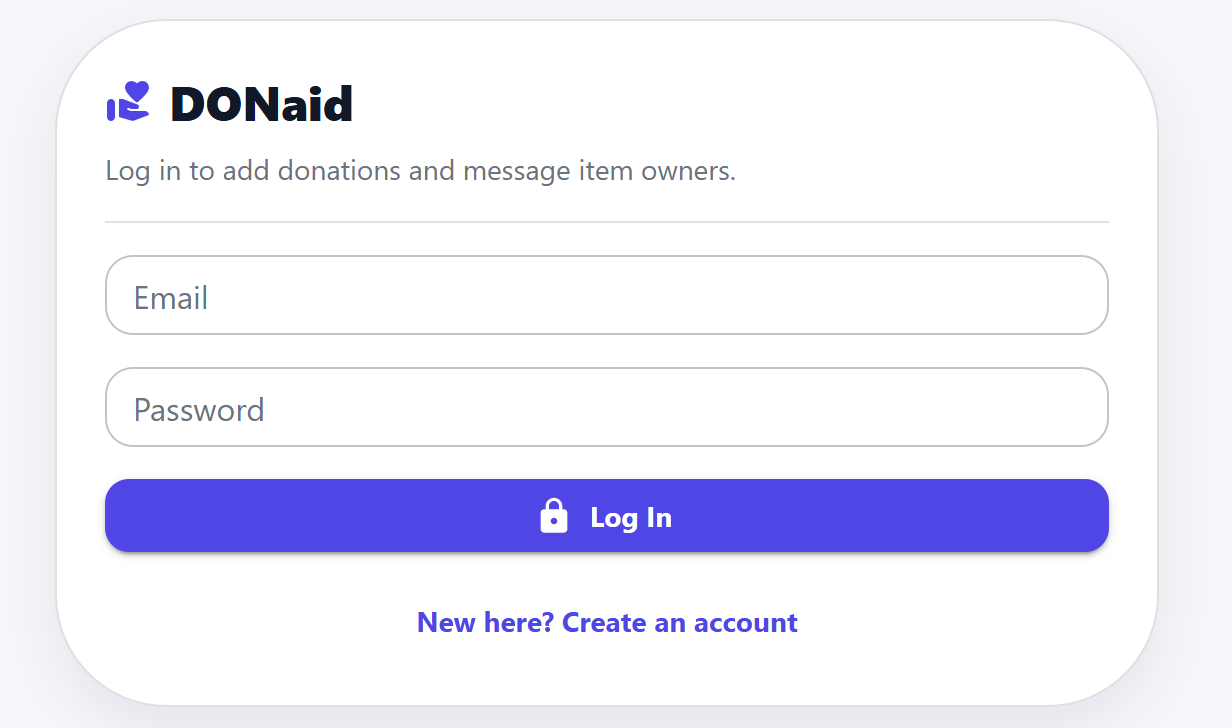 DONaid
Log in to add donations and message item owners.
Email
Password
Log In
New here? Create an account